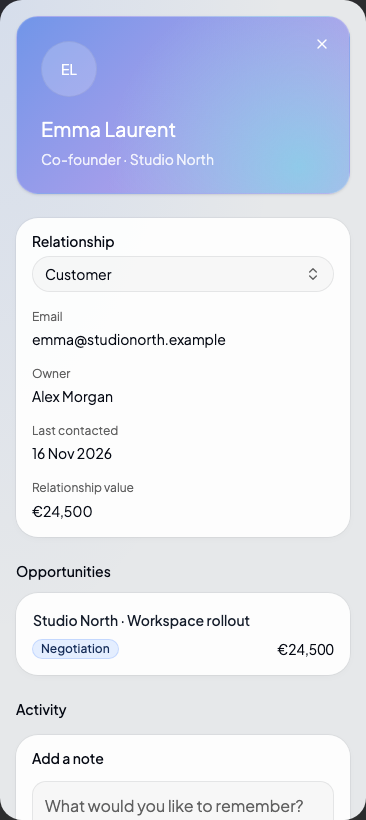 EL
Emma Laurent
Co-founder · Studio North
Relationship
Customer
Email
emma@studionorth.example
Owner
Alex Morgan
Last contacted
16 Nov 2026
Relationship value
€24,500
Opportunities
Studio North · Workspace rollout
Negotiation €24,500
Activity
Add a note
What would you like to remember?